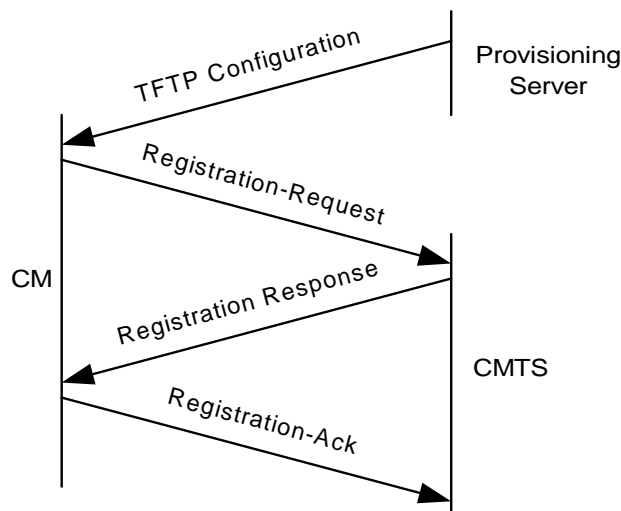 TFTP Configuration
Provisioning
Server
Registration-Request
CM
Registration Response
CMTS
Registration-Ack